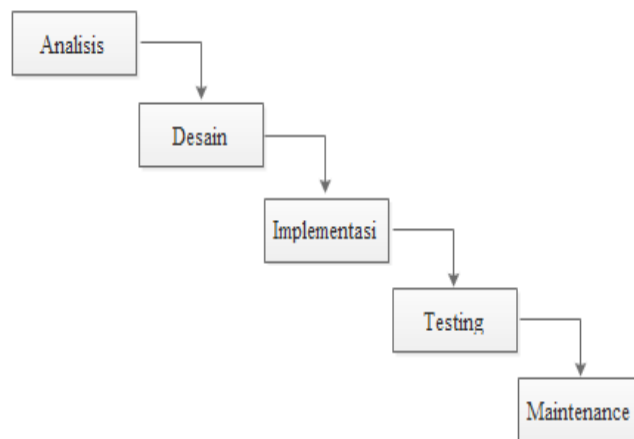 Analisis
Desain
Implementasi
Testing
Maintenance